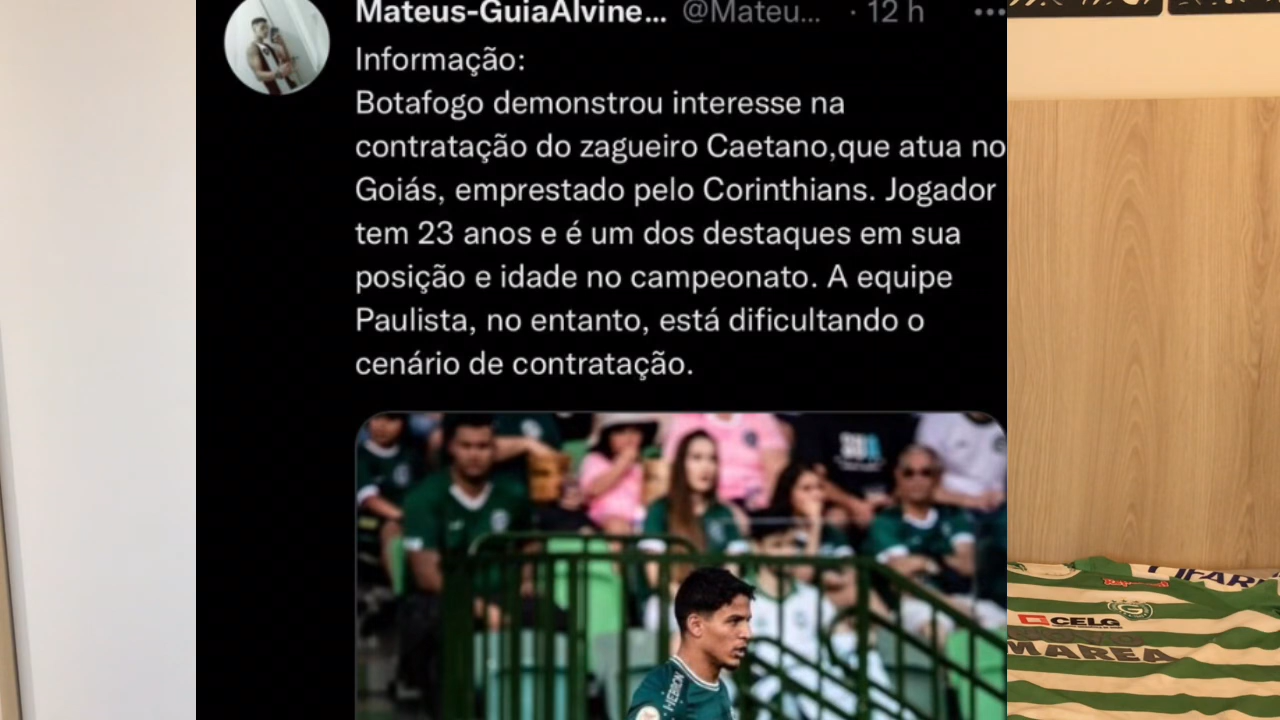 Mateus-GuiaAlvine... @Mateu... · 12 h
Informação:
Botafogo demonstrou interesse na
contratação do zagueiro Caetano,que atua no
Goiás, emprestado pelo Corinthians. Jogador
tem 23 anos e é um dos destaques em sua
posição e idade no campeonato. A equipe
Paulista, no entanto, está dificultando o
cenário de contratação.
HEBRON
CELG
MAREA